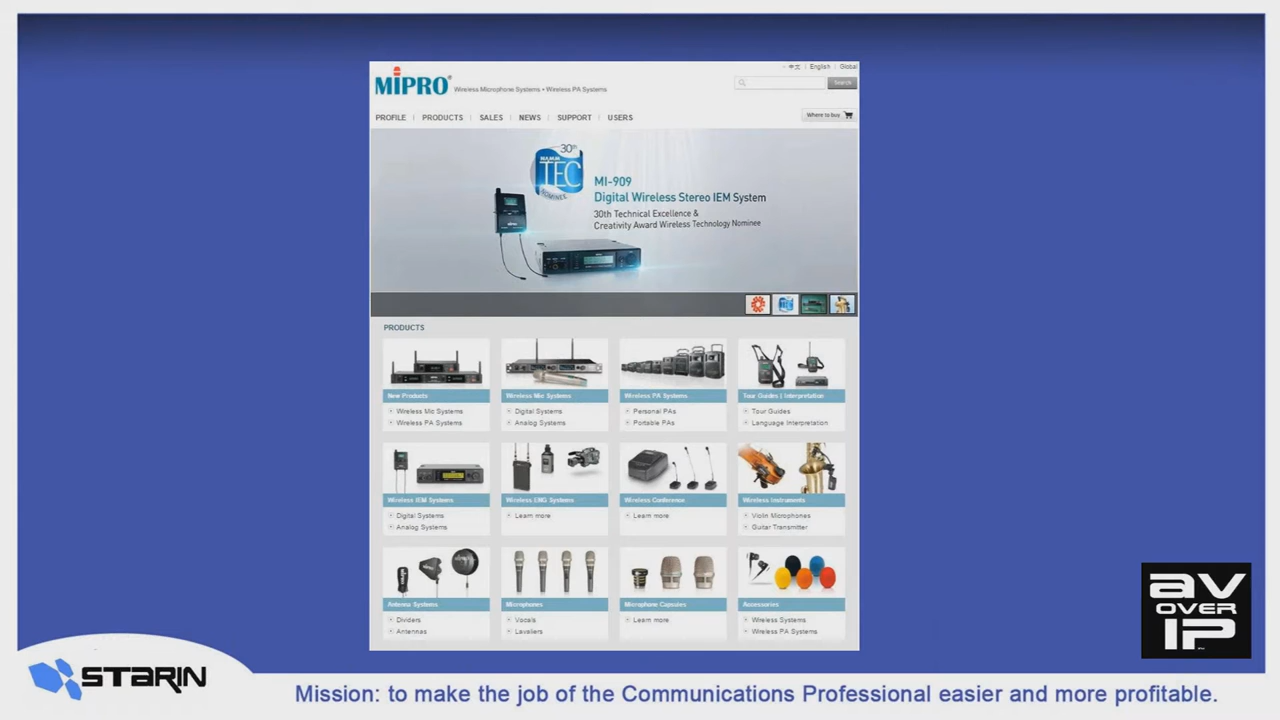 中文 | English | Global
MIPRO®
Wireless Microphone Systems • Wireless PA Systems
Search
Where to buy
PROFILE | PRODUCTS | SALES | NEWS | SUPPORT | USERS
30th
NAMM
TEC
NOMINEE
MI-909
Digital Wireless Stereo IEM System
30th Technical Excellence &
Creativity Award Wireless Technology Nominee
PRODUCTS
New Products
Wireless Mic Systems
Wireless PA Systems
Wireless Mic Systems
Digital Systems
Analog Systems
Wireless PA Systems
Personal PAs
Portable PAs
Tour Guides | Interpretation
Tour Guides
Language Interpretation
Wireless IEM Systems
Digital Systems
Analog Systems
Wireless ENG Systems
Learn more
Wireless Conference
Learn more
Wireless Instruments
Violin Microphones
Guitar Transmitter
Antenna Systems
Dividers
Antennas
Microphones
Vocals
Lavaliers
Microphone Capsules
Learn more
Accessories
Wireless Systems
Wireless PA Systems
av
OVER
IP
STARIN
Mission: to make the job of the Communications Professional easier and more profitable.